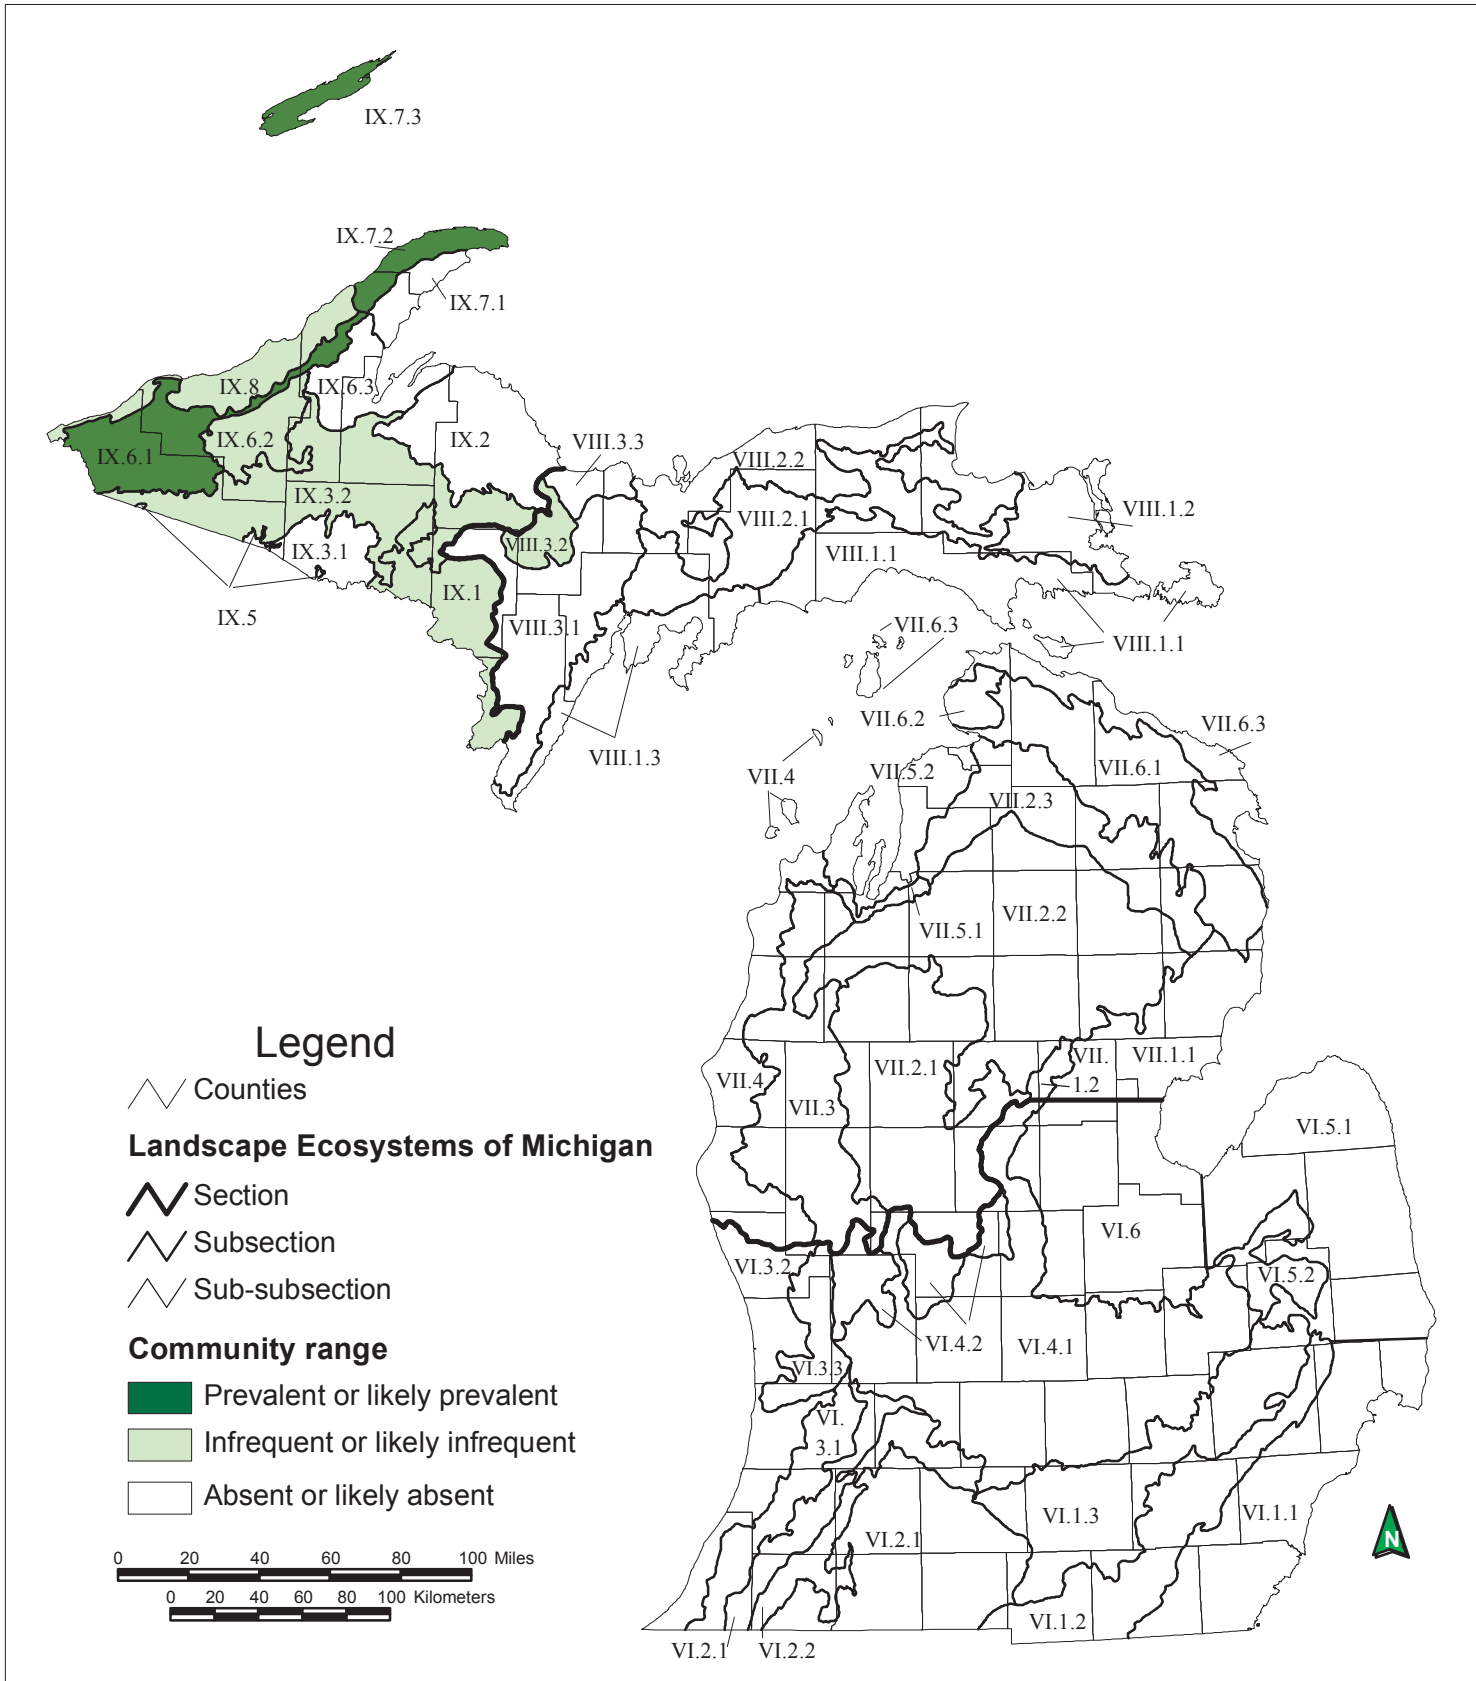 IX.7.3
IX.7.2
IX.7.1
IX.8
IX.6.3
IX.6.2
IX.6.1
IX.2
VIII.3.3
VIII.2.2
IX.3.2
VIII.2.1
VIII.1.2
IX.3.1
VIII.3.2
VIII.1.1
IX.1
IX.5
VIII.3.1
VII.6.3
VIII.1.1
VII.6.2
VII.6.3
VIII.1.3
VII.4
VII.5.2
VII.6.1
VII.2.3
VII.5.1
VII.2.2
VII.4
VII.3
VII.2.1
VII.
1.2
VII.1.1
VI.5.1
VI.6
VI.3.2
VI.5.2
VI.4.2
VI.4.1
VI.3.3
VI.
3.1
VI.1.3
VI.1.1
VI.2.1
VI.1.2
VI.2.1
VI.2.2
Legend
Counties
Landscape Ecosystems of Michigan
Section
Subsection
Sub-subsection
Community range
Prevalent or likely prevalent
Infrequent or likely infrequent
Absent or likely absent
0 20 40 60 80 100 Miles
0 20 40 60 80 100 Kilometers
N